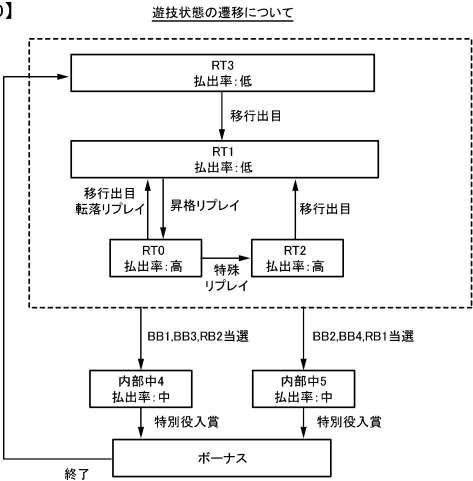 】
遊技状態の遷移について
RT3
払出率：低
移行出目
RT1
払出率：低
移行出目
転落リプレイ
昇格リプレイ
移行出目
RT0
払出率：高
特殊
リプレイ
RT2
払出率：高
BB1,BB3,RB2当選
BB2,BB4,RB1当選
内部中4
払出率：中
内部中5
払出率：中
特別役入賞
特別役入賞
ボーナス
終了